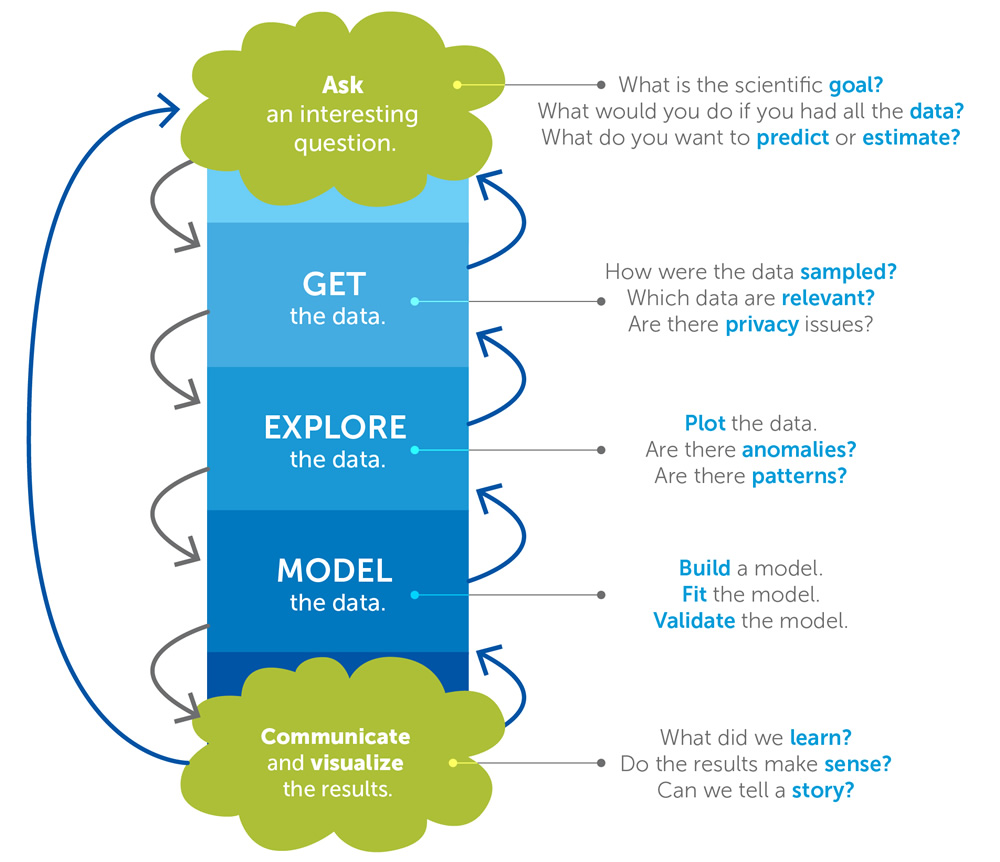 Ask
an interesting
question.
What is the scientific goal?
What would you do if you had all the data?
What do you want to predict or estimate?
GET
the data.
How were the data sampled?
Which data are relevant?
Are there privacy issues?
EXPLORE
the data.
Plot the data.
Are there anomalies?
Are there patterns?
MODEL
the data.
Build a model.
Fit the model.
Validate the model.
Communicate
and visualize
the results.
What did we learn?
Do the results make sense?
Can we tell a story?